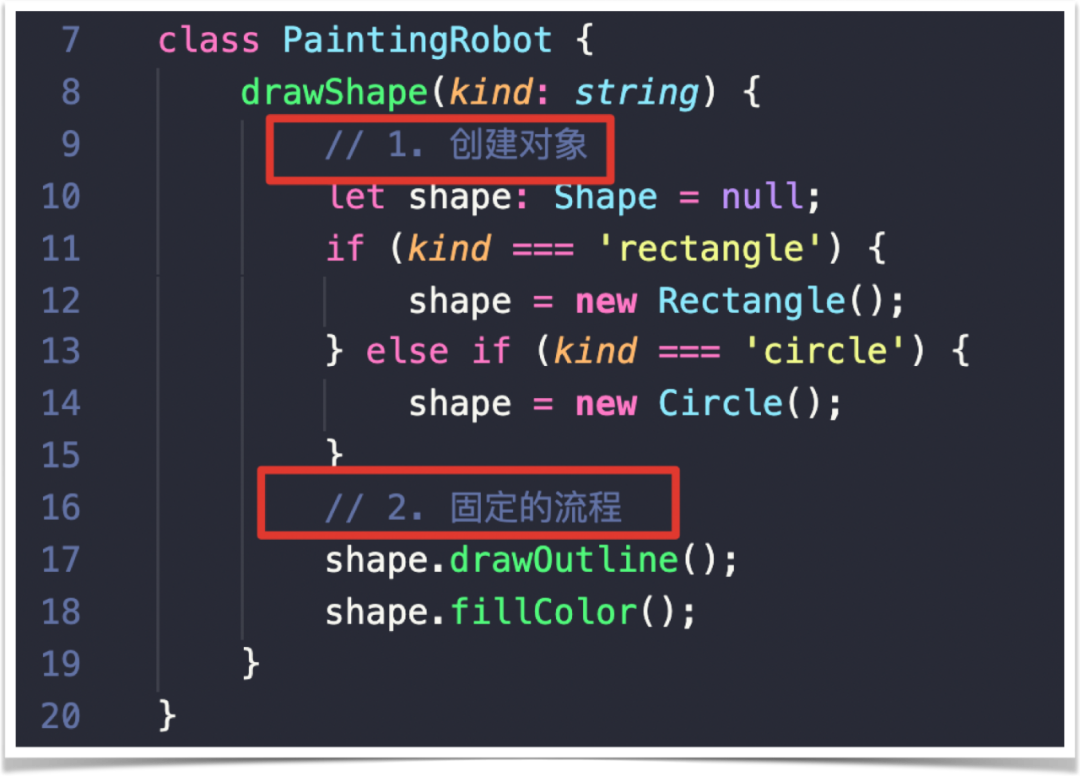 7 class PaintingRobot {
8 drawShape(kind: string) {
9 // 1. 创建对象
10 let shape: Shape = null;
11 if (kind === 'rectangle') {
12 shape = new Rectangle();
13 } else if (kind === 'circle') {
14 shape = new Circle();
15 }
16 // 2. 固定的流程
17 shape.drawOutline();
18 shape.fillColor();
19 }
20 }